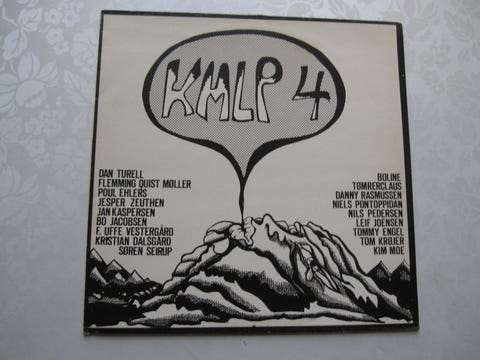 KMLP 4
DAN TURELL
FLEMMING QUIST MØLLER
POUL EHLERS
JESPER ZEUTHEN
JAN KASPERSEN
BO JACOBSEN
F. UFFE VESTERGÅRD
KRISTIAN DALSGÅRD
SØREN SEIRUP
BOLINE
TØMRERCLAUS
DANNY RASMUSSEN
NIELS PONTOPPIDAN
NILS PEDERSEN
LEIF JOENSEN
TOMMY ENGEL
TOM KRØJER
KIM MOE